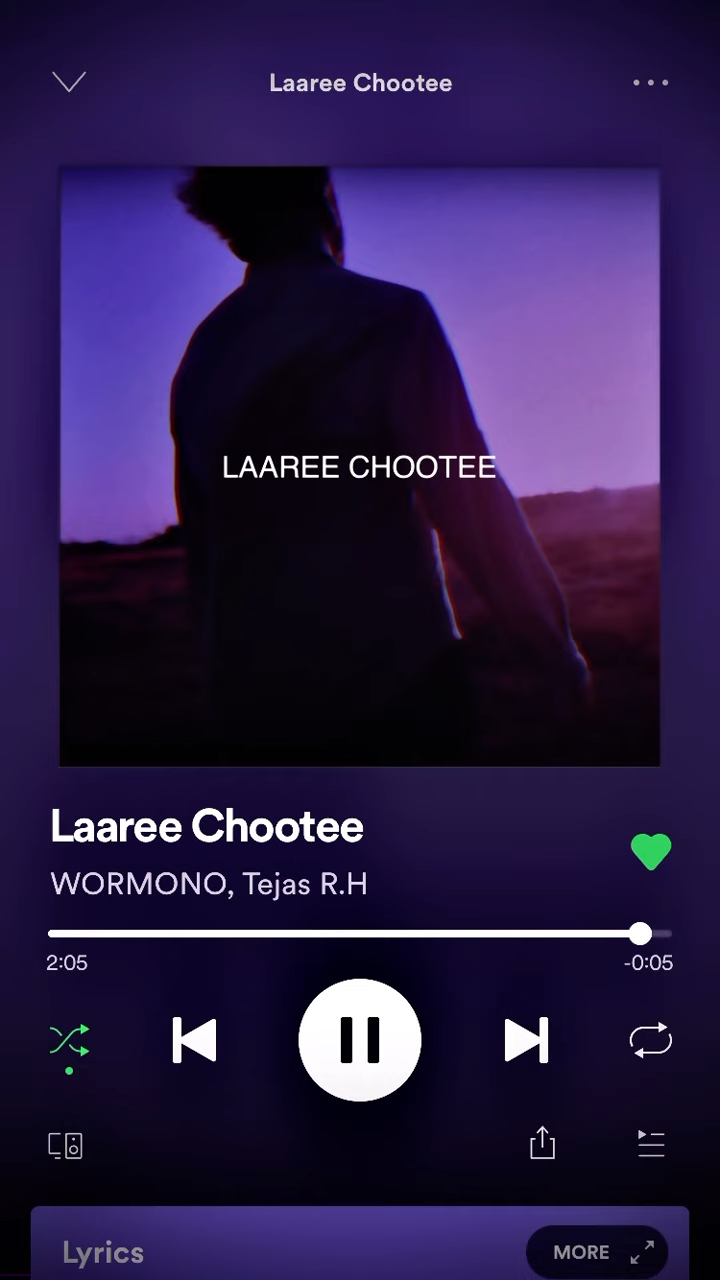 Laaree Chootee
LAAREE CHOOTEE
Laaree Chootee
WORMONO, Tejas R.H
2:05
-0:05
Lyrics
MORE